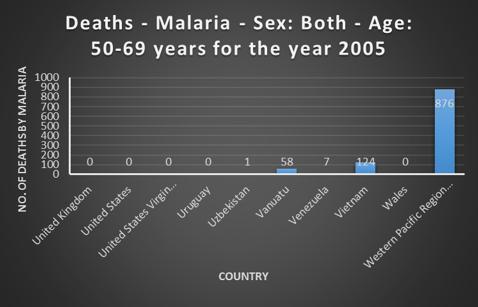 Deaths - Malaria - Sex: Both - Age:
50-69 years for the year 2005
NO. OF DEATHS BY MALARIA
1000
900
800
700
600
500
400
300
200
100
0
0
0
0
0
1
58
7
124
0
876
United Kingdom
United States
United States Virgin...
Uruguay
Uzbekistan
Vanuatu
Venezuela
Vietnam
Wales
Western Pacific Region...
COUNTRY